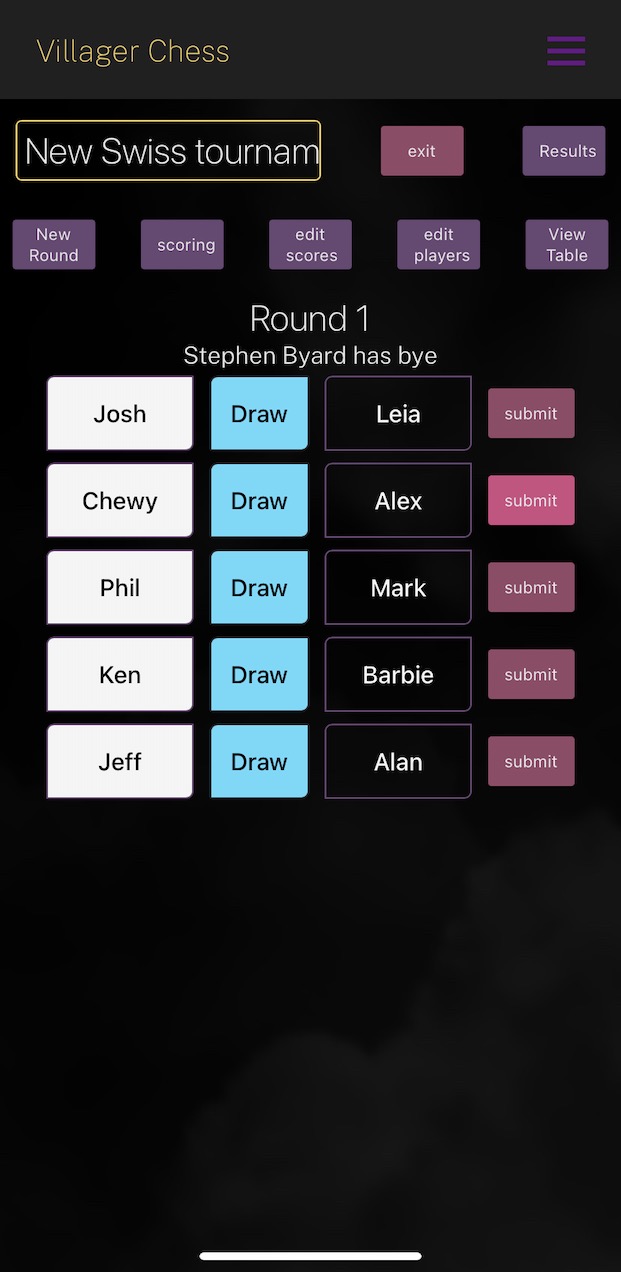 Villager Chess
New Swiss tournam
exit
Results
New
Round
scoring
edit
scores
edit
players
View
Table
Round 1
Stephen Byard has bye
Josh Draw Leia submit
Chewy Draw Alex submit
Phil Draw Mark submit
Ken Draw Barbie submit
Jeff Draw Alan submit